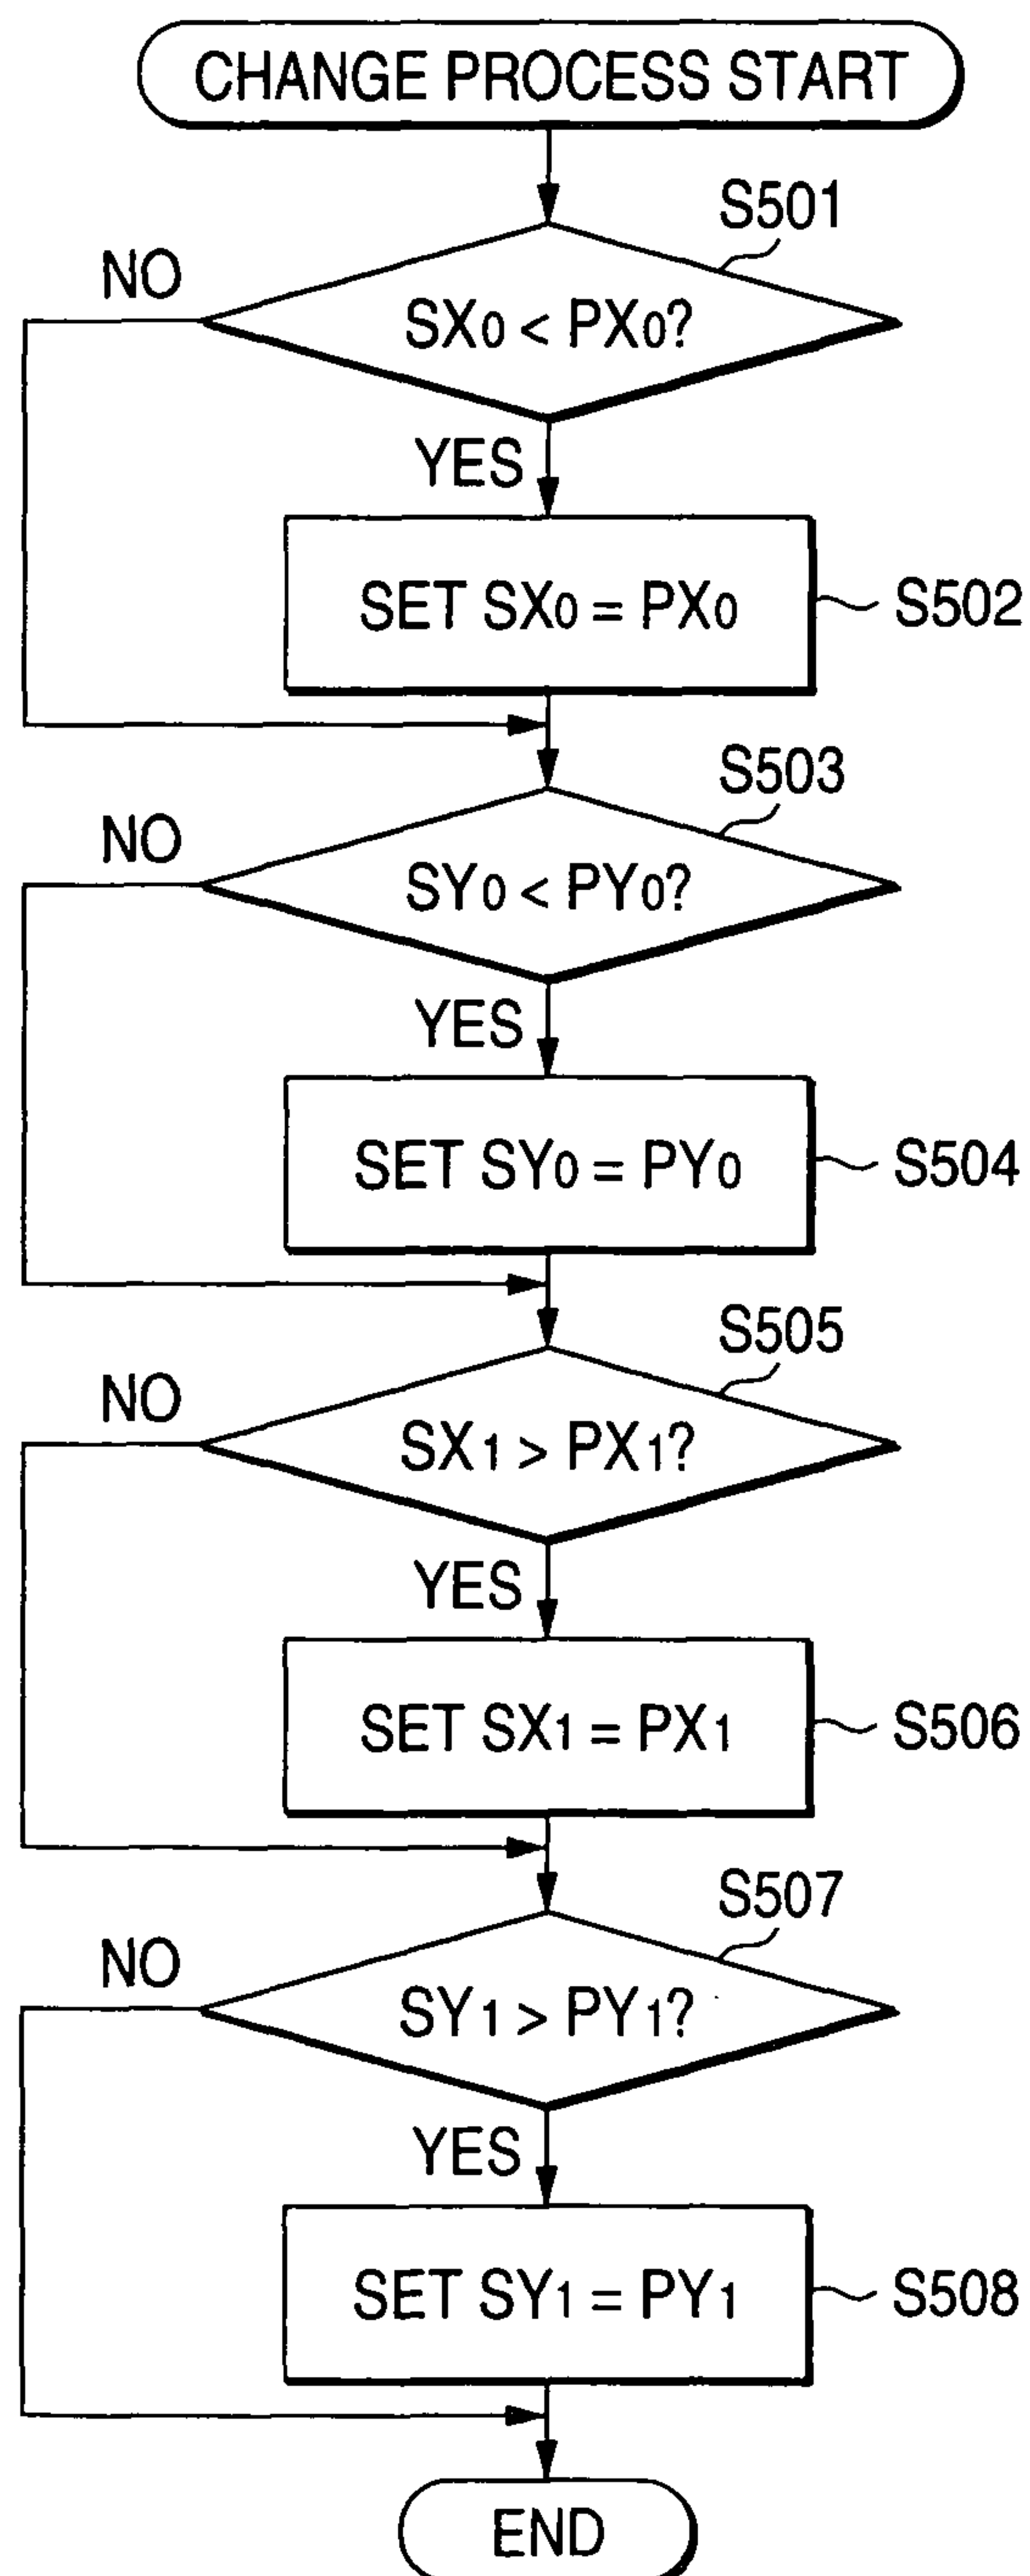 CHANGE PROCESS START
S501
NO
SX0 < PX0?
YES
SET SX0 = PX0
S502
S503
NO
SY0 < PY0?
YES
SET SY0 = PY0
S504
S505
NO
SX1 > PX1?
YES
SET SX1 = PX1
S506
S507
NO
SY1 > PY1?
YES
SET SY1 = PY1
S508
END